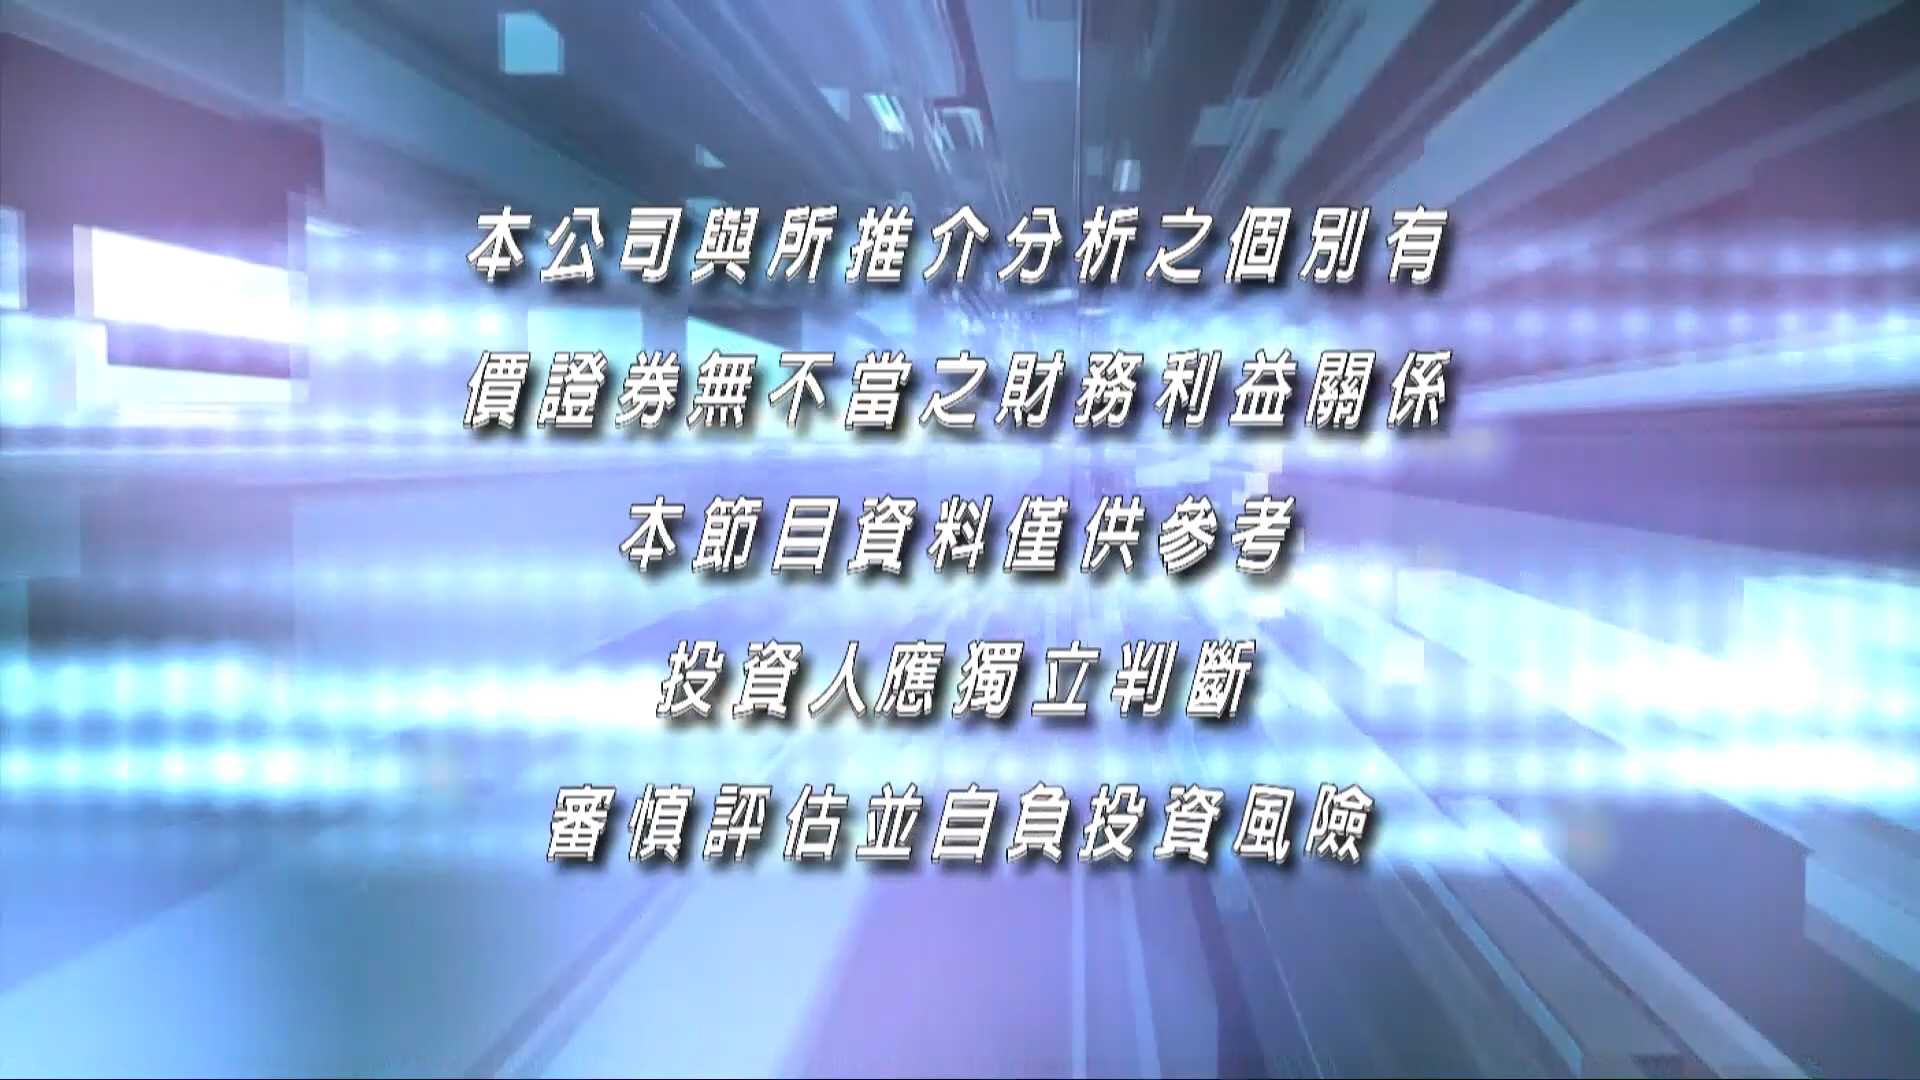 本公司與所推介分析之個別有
價證券無不當之財務利益關係
本節目資料僅供參考
投資人應獨立判斷
審慎評估並自負投資風險